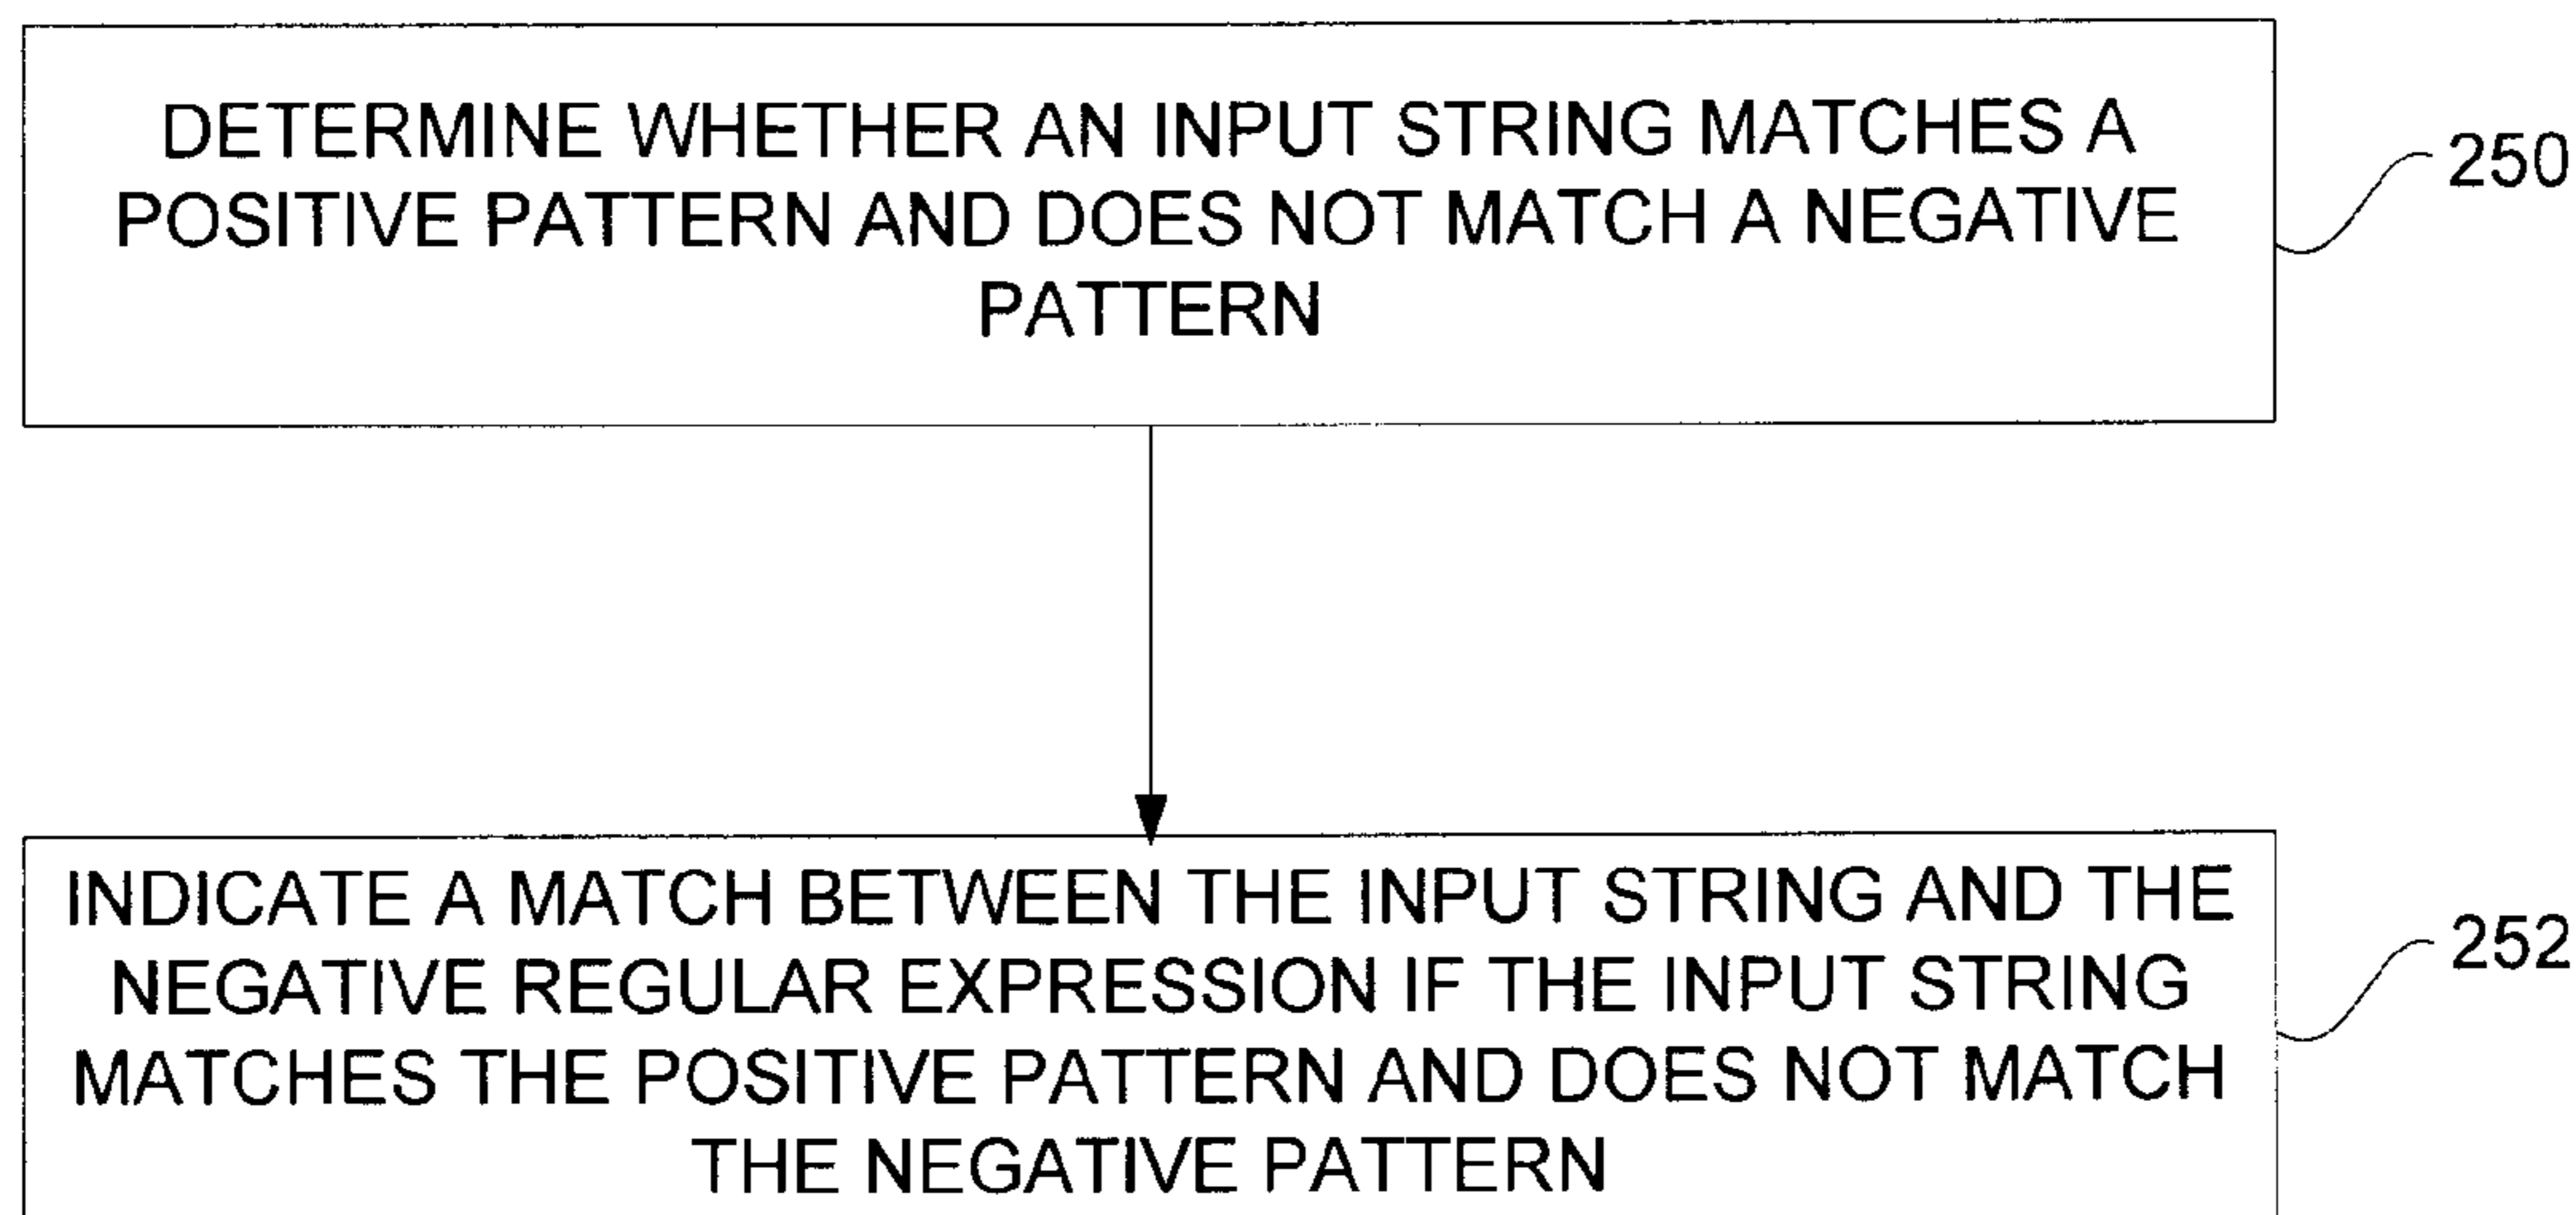 DETERMINE WHETHER AN INPUT STRING MATCHES A
POSITIVE PATTERN AND DOES NOT MATCH A NEGATIVE
PATTERN
250
INDICATE A MATCH BETWEEN THE INPUT STRING AND THE
NEGATIVE REGULAR EXPRESSION IF THE INPUT STRING
MATCHES THE POSITIVE PATTERN AND DOES NOT MATCH
THE NEGATIVE PATTERN
252